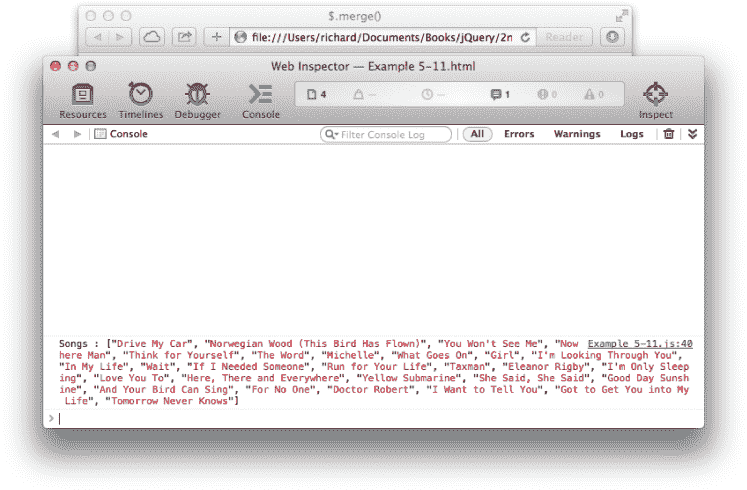 $.merge()
file:///Users/richard/Documents/Books/jQuery/2n
Reader
Web Inspector — Example 5-11.html
Resources
Timelines
Debugger
Console
4
--
--
1
0
0
Inspect
Console
Filter Console Log
All
Errors
Warnings
Logs
Songs : ["Drive My Car", "Norwegian Wood (This Bird Has Flown)", "You Won't See Me", "Now Example 5-11.js:40
here Man", "Think for Yourself", "The Word", "Michelle", "What Goes On", "Girl", "I'm Looking Through You",
"In My Life", "Wait", "If I Needed Someone", "Run for Your Life", "Taxman", "Eleanor Rigby", "I'm Only Sleep
ing", "Love You To", "Here, There and Everywhere", "Yellow Submarine", "She Said, She Said", "Good Day Sunsh
ine", "And Your Bird Can Sing", "For No One", "Doctor Robert", "I Want to Tell You", "Got to Get You into My
Life", "Tomorrow Never Knows"]
>